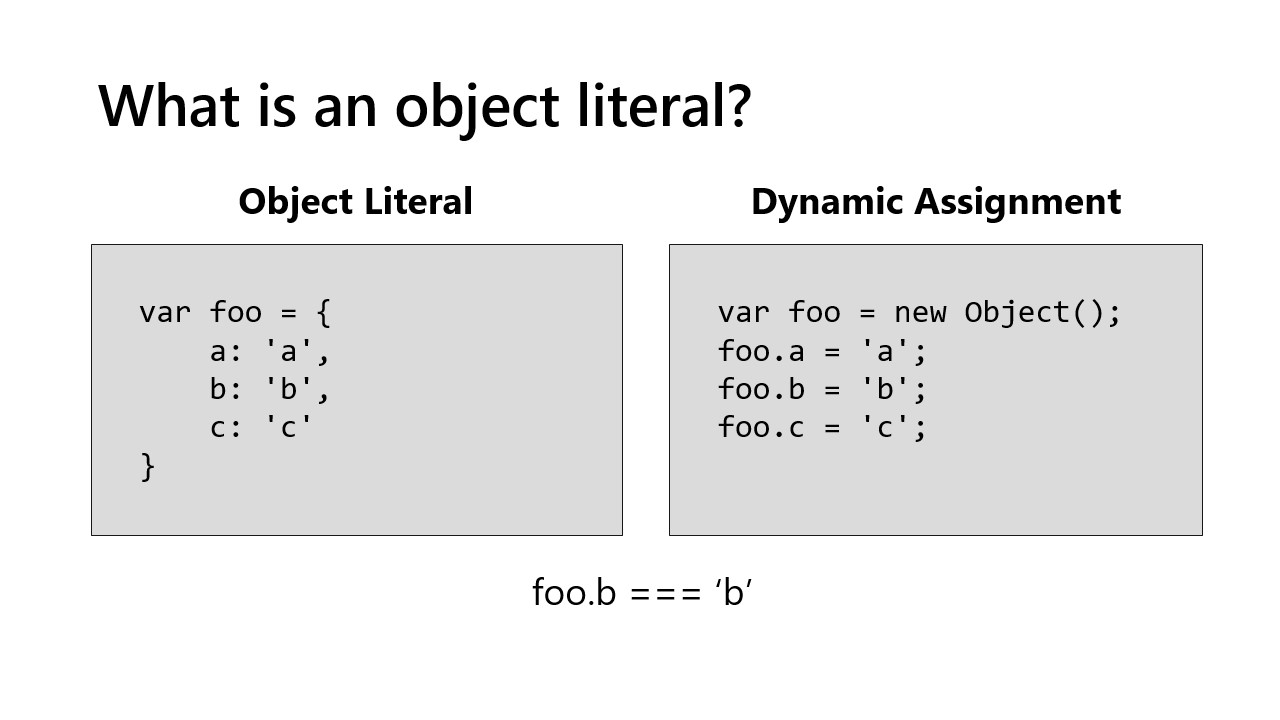 What is an object literal?
Object Literal
var foo = {
    a: 'a',
    b: 'b',
    c: 'c'
}
Dynamic Assignment
var foo = new Object();
foo.a = 'a';
foo.b = 'b';
foo.c = 'c';
foo.b === ‘b’